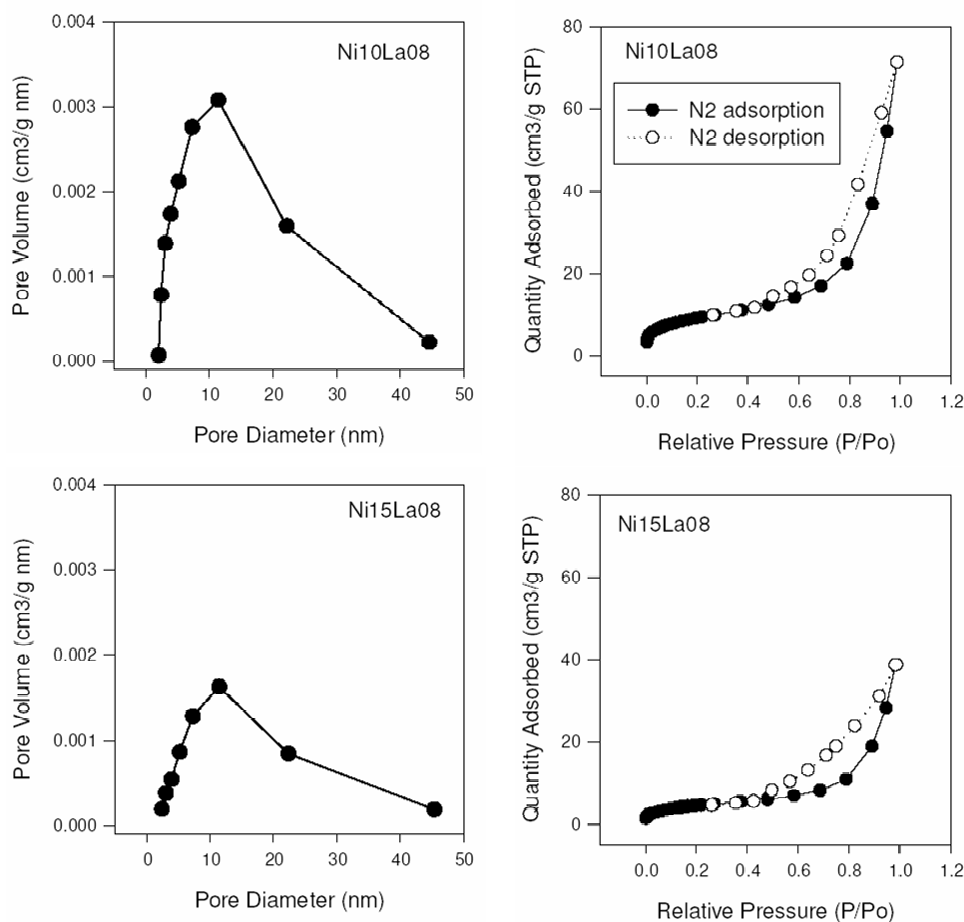 Ni10La08
Pore Volume (cm3/g nm)
0.004
0.003
0.002
0.001
0.000
0 10 20 30 40 50
Pore Diameter (nm)
Ni10La08
N2 adsorption
N2 desorption
Quantity Adsorbed (cm3/g STP)
80
60
40
20
0
0.0 0.2 0.4 0.6 0.8 1.0 1.2
Relative Pressure (P/Po)
Ni15La08
Pore Volume (cm3/g nm)
0.004
0.003
0.002
0.001
0.000
0 10 20 30 40 50
Pore Diameter (nm)
Ni15La08
Quantity Adsorbed (cm3/g STP)
80
60
40
20
0
0.0 0.2 0.4 0.6 0.8 1.0 1.2
Relative Pressure (P/Po)